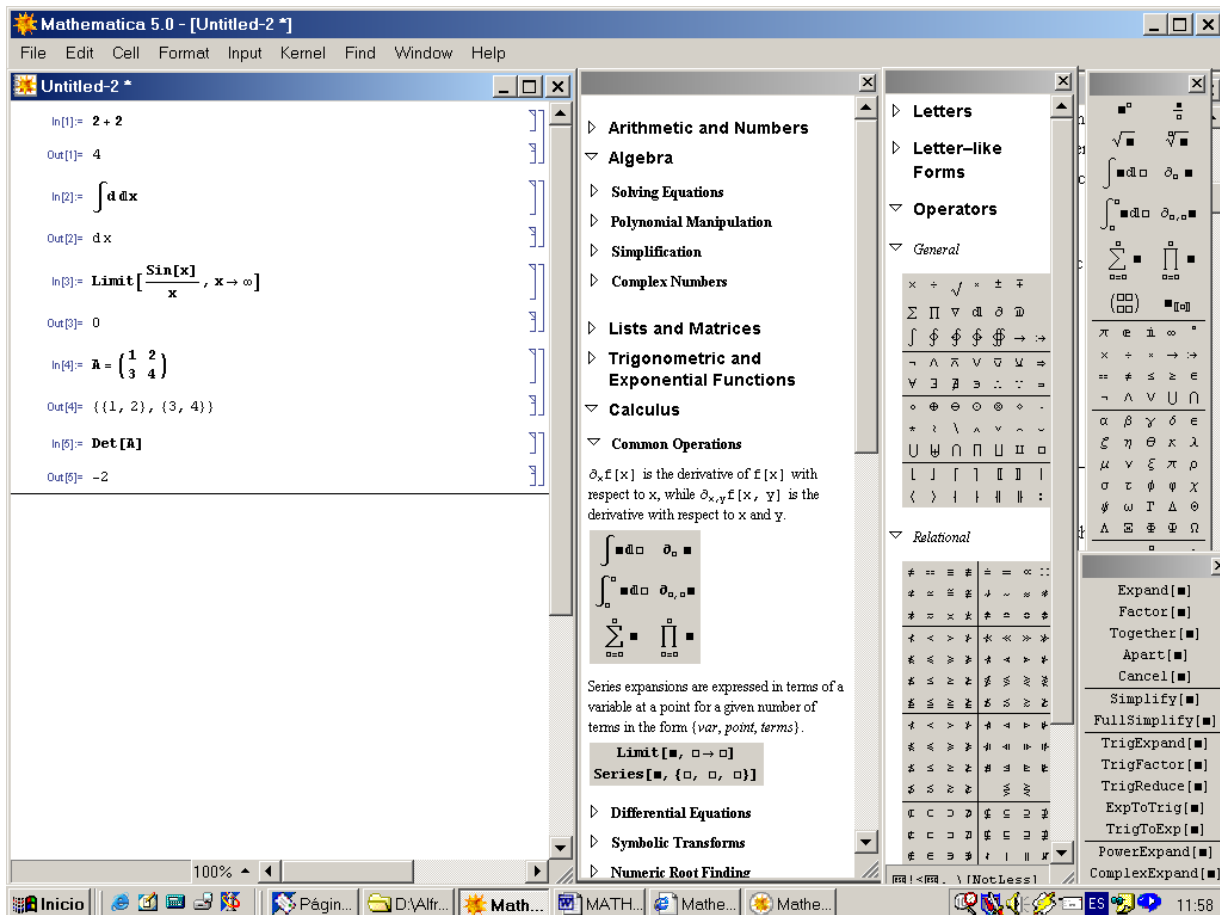 Mathematica 5.0 - [Untitled-2 *]
File Edit Cell Format Input Kernel Find Window Help
Untitled-2 *
In[1]:= 2 + 2
Out[1]= 4
In[2]:= ∫ d ⅆx
Out[2]= d x
In[3]:= Limit[Sin[x]/x, x → ∞]
Out[3]= 0
In[4]:= A = (1 2
3 4)
Out[4]= {{1, 2}, {3, 4}}
In[5]:= Det[A]
Out[5]= -2
100%
Arithmetic and Numbers
Algebra
Solving Equations
Polynomial Manipulation
Simplification
Complex Numbers
Lists and Matrices
Trigonometric and
Exponential Functions
Calculus
Common Operations
∂x f[x] is the derivative of f[x] with
respect to x, while ∂x,y f[x, y] is the
derivative with respect to x and y.
∫■ⅆ□ ∂□ ■
∫■ⅆ□ ∂□,□ ■
∑ ■ ∏ ■
Series expansions are expressed in terms of a
variable at a point for a given number of
terms in the form {var, point, terms}.
Limit[■, □→□]
Series[■, {□, □, □}]
Differential Equations
Symbolic Transforms
Numeric Root Finding
Letters
Letter-like
Forms
Operators
General
Relational
\[NotLess]
π ⅇ ⅈ ∞ °
× ÷ × → :→
== ≠ ≤ ≥ ∈
¬ ∧ ∨ ∪ ∩
α β γ δ ϵ
ζ η θ κ λ
μ ν ξ π ρ
σ τ ϕ φ χ
ψ ω Γ Δ Θ
Λ Ξ Φ Ψ Ω
Expand[■]
Factor[■]
Together[■]
Apart[■]
Cancel[■]
Simplify[■]
FullSimplify[■]
TrigExpand[■]
TrigFactor[■]
TrigReduce[■]
ExpToTrig[■]
TrigToExp[■]
PowerExpand[■]
ComplexExpand[■]
Inicio Págin... D:\Alfr... Math... MATH... Mathe... Mathe... ES 11:58